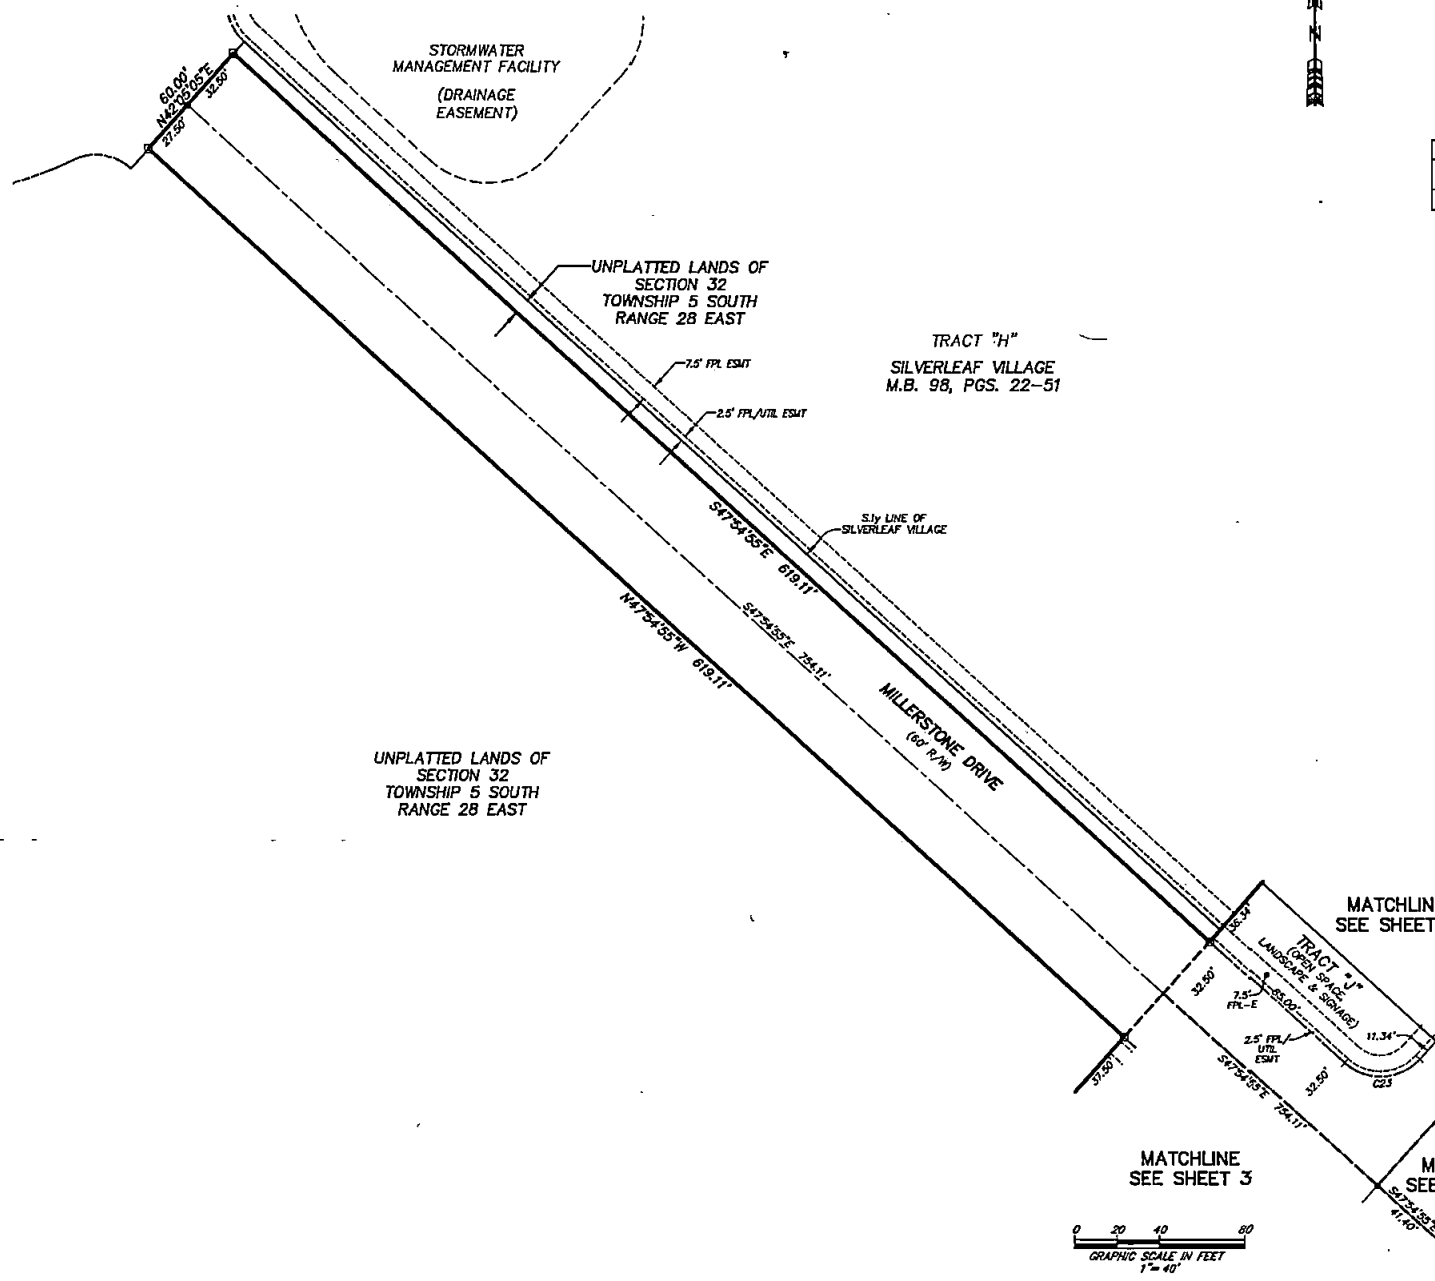 N
STORMWATER
MANAGEMENT FACILITY
(DRAINAGE
EASEMENT)
60.00'
N42°05'05"E
32.50'
27.50'
UNPLATTED LANDS OF
SECTION 32
TOWNSHIP 5 SOUTH
RANGE 28 EAST
TRACT "H"
SILVERLEAF VILLAGE
M.B. 98, PGS. 22-51
7.5' FPL ESMT
2.5' FPL/UTIL ESMT
S'ly LINE OF
SILVERLEAF VILLAGE
S47°54'55"E 619.11'
N47°54'55"W 619.11'
S47°54'55"E 754.11'
MILLERSTONE DRIVE
(60' R/W)
UNPLATTED LANDS OF
SECTION 32
TOWNSHIP 5 SOUTH
RANGE 28 EAST
MATCHLIN
SEE SHEET
36.34'
TRACT "J"
(OPEN SPACE,
LANDSCAPE & SIGNAGE)
32.50'
7.5'
FPL-E
65.00'
11.34'
2.5' FPL/
UTIL
ESMT
32.50'
C23
37.50'
S47°54'55"E 754.11'
MATCHLINE
SEE SHEET 3
M
SEE
S47°54'55"E
41.40'
0 20 40 80
GRAPHIC SCALE IN FEET
1"= 40'